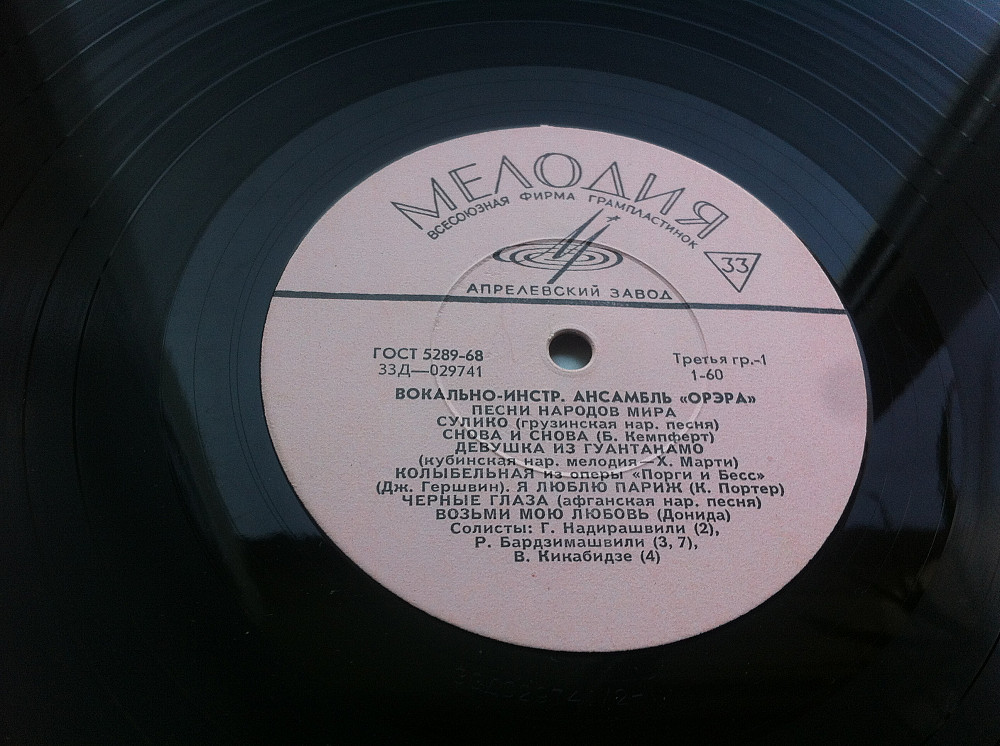 МЕЛОДИЯ
ВСЕСОЮЗНАЯ ФИРМА ГРАМПЛАСТИНОК
33
АПРЕЛЕВСКИЙ ЗАВОД
ГОСТ 5289-68
33Д—029741
Третья гр.-1
1-60
ВОКАЛЬНО-ИНСТР. АНСАМБЛЬ «ОРЭРА»
ПЕСНИ НАРОДОВ МИРА
СУЛИКО (грузинская нар. песня)
СНОВА И СНОВА (Б. Кемпферт)
ДЕВУШКА ИЗ ГУАНТАНАМО
(кубинская нар. мелодия—Х. Марти)
КОЛЫБЕЛЬНАЯ из оперы «Порги и Бесс»
(Дж. Гершвин). Я ЛЮБЛЮ ПАРИЖ (К. Портер)
ЧЕРНЫЕ ГЛАЗА (афганская нар. песня)
ВОЗЬМИ МОЮ ЛЮБОВЬ (Донида)
Солисты: Г. Надирашвили (2),
Р. Бардзимашвили (3, 7),
В. Кикабидзе (4)